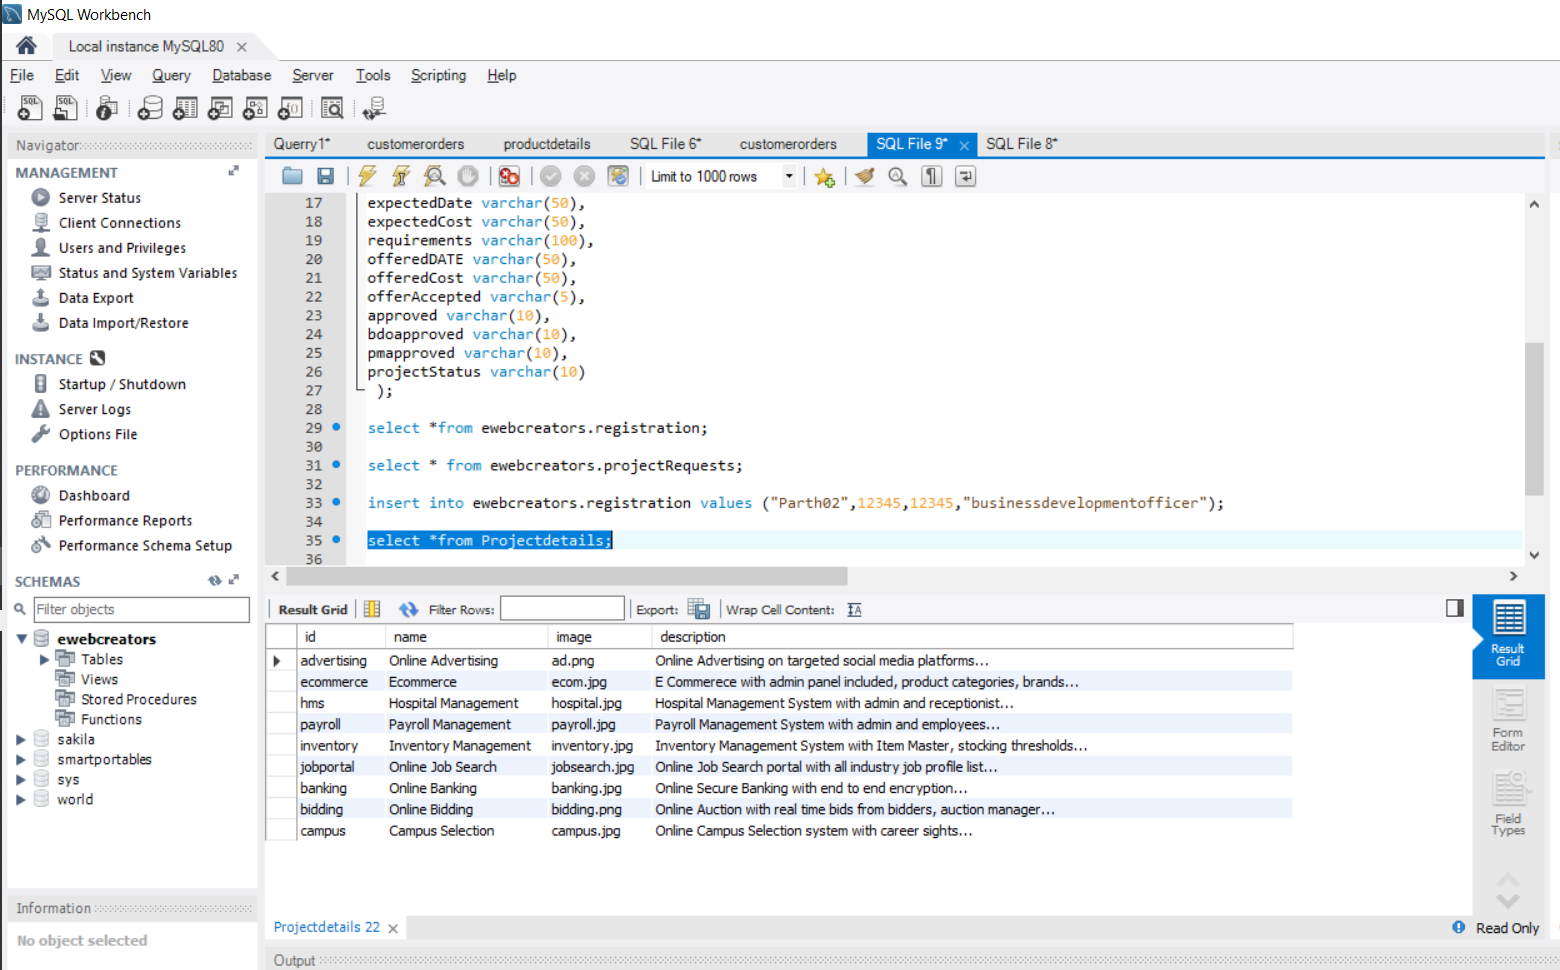 MySQL Workbench
Local instance MySQL80
File Edit View Query Database Server Tools Scripting Help
Navigator
MANAGEMENT
Server Status
Client Connections
Users and Privileges
Status and System Variables
Data Export
Data Import/Restore
INSTANCE
Startup / Shutdown
Server Logs
Options File
PERFORMANCE
Dashboard
Performance Reports
Performance Schema Setup
SCHEMAS
Filter objects
ewebcreators
Tables
Views
Stored Procedures
Functions
sakila
smartportables
sys
world
Information
No object selected
Querry1* customerorders productdetails SQL File 6* customerorders SQL File 9* SQL File 8*
Limit to 1000 rows
17 expectedDate varchar(50),
18 expectedCost varchar(50),
19 requirements varchar(100),
20 offeredDATE varchar(50),
21 offeredCost varchar(50),
22 offerAccepted varchar(5),
23 approved varchar(10),
24 bdoapproved varchar(10),
25 pmapproved varchar(10),
26 projectStatus varchar(10)
27 );
28
29 select *from ewebcreators.registration;
30
31 select * from ewebcreators.projectRequests;
32
33 insert into ewebcreators.registration values ("Parth02",12345,12345,"businessdevelopmentofficer");
34
35 select *from Projectdetails;
36
Result Grid Filter Rows: Export: Wrap Cell Content:
id name image description
advertising Online Advertising ad.png Online Advertising on targeted social media platforms...
ecommerce Ecommerce ecom.jpg E Commerece with admin panel included, product categories, brands...
hms Hospital Management hospital.jpg Hospital Management System with admin and receptionist...
payroll Payroll Management payroll.jpg Payroll Management System with admin and employees...
inventory Inventory Management inventory.jpg Inventory Management System with Item Master, stocking thresholds...
jobportal Online Job Search jobsearch.jpg Online Job Search portal with all industry job profile list...
banking Online Banking banking.jpg Online Secure Banking with end to end encryption...
bidding Online Bidding bidding.png Online Auction with real time bids from bidders, auction manager...
campus Campus Selection campus.jpg Online Campus Selection system with career sights...
Result
Grid
Form
Editor
Field
Types
Projectdetails 22
Read Only
Output